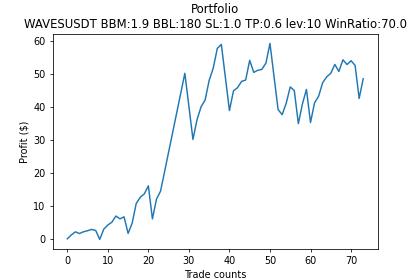 Portfolio
WAVESUSDT BBM:1.9 BBL:180 SL:1.0 TP:0.6 lev:10 WinRatio:70.0
60
50
40
30
20
10
0
Profit ($)
0 10 20 30 40 50 60 70
Trade counts